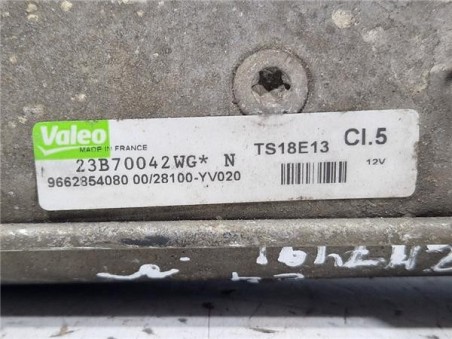 Valeo
MADE IN FRANCE
23B70042WG* N
TS18E13 Cl.5
9662854080 00/28100-YV020
12V